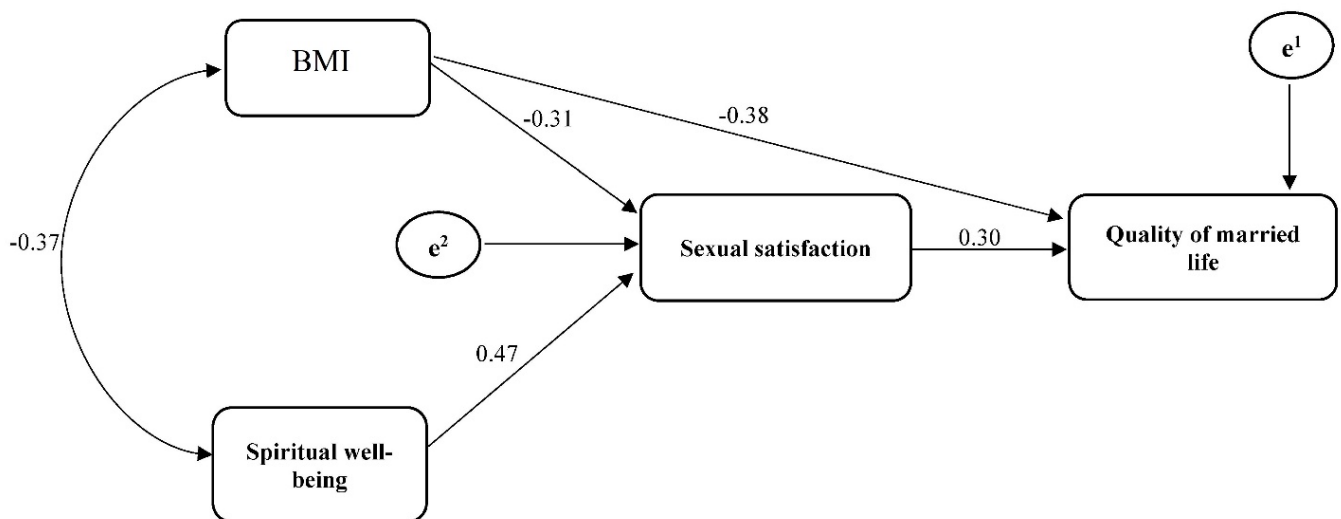 BMI
e¹
-0.31
-0.38
-0.37
e²
Sexual satisfaction
0.30
Quality of married
life
0.47
Spiritual well-
being